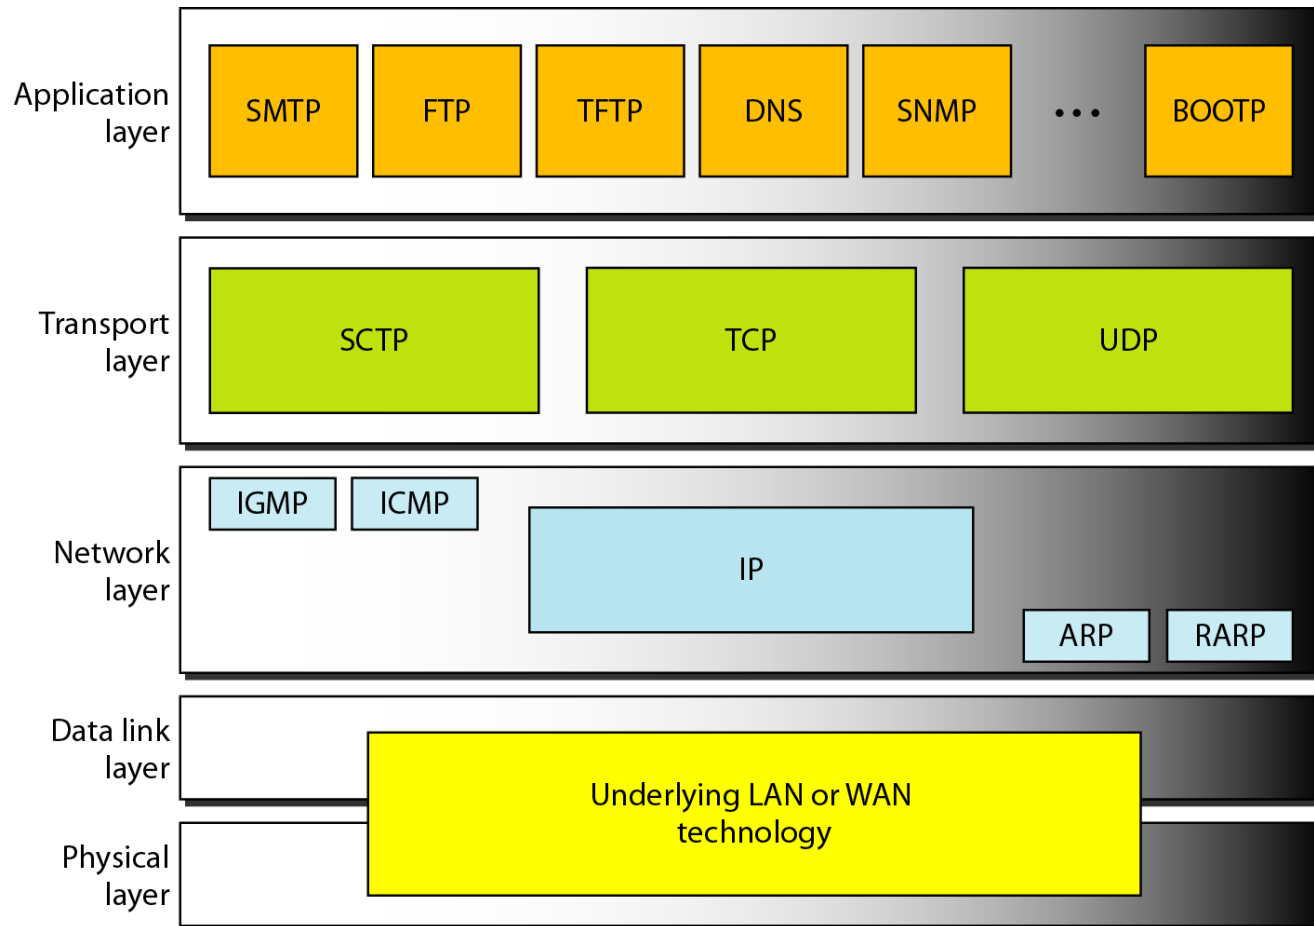 Application
layer
SMTP
FTP
TFTP
DNS
SNMP
...
BOOTP
Transport
layer
SCTP
TCP
UDP
Network
layer
IGMP
ICMP
IP
ARP
RARP
Data link
layer
Underlying LAN or WAN
technology
Physical
layer